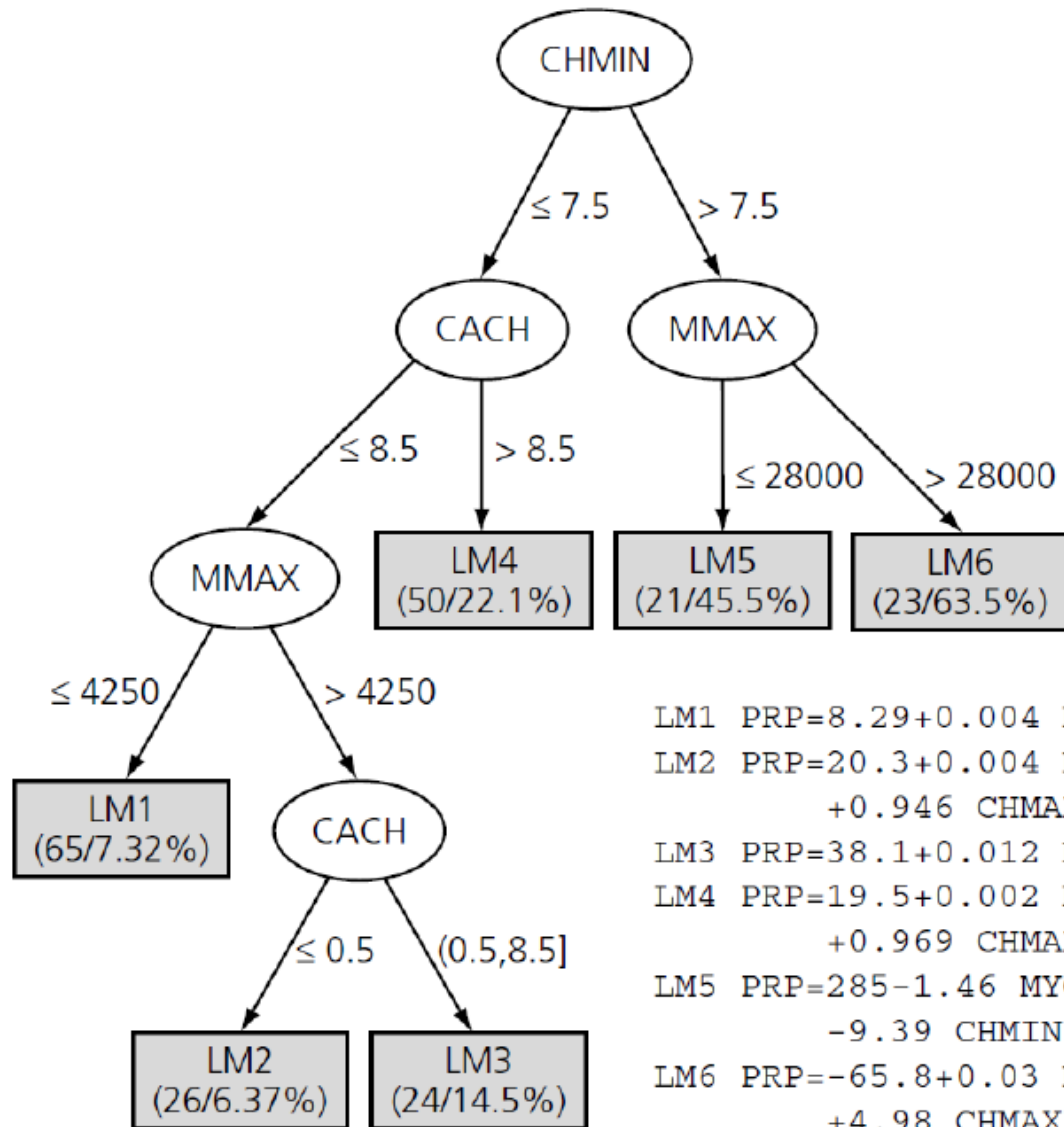 CHMIN
≤ 7.5
> 7.5
CACH
MMAX
≤ 8.5
> 8.5
≤ 28000
> 28000
MMAX
LM4
(50/22.1%)
LM5
(21/45.5%)
LM6
(23/63.5%)
≤ 4250
> 4250
LM1
(65/7.32%)
CACH
≤ 0.5
(0.5,8.5]
LM2
(26/6.37%)
LM3
(24/14.5%)
LM1 PRP=8.29+0.004
LM2 PRP=20.3+0.004
+0.946 CHMA
LM3 PRP=38.1+0.012
LM4 PRP=19.5+0.002
+0.969 CHMA
LM5 PRP=285-1.46 MY
-9.39 CHMIN
LM6 PRP=-65.8+0.03
+4.98 CHMAX